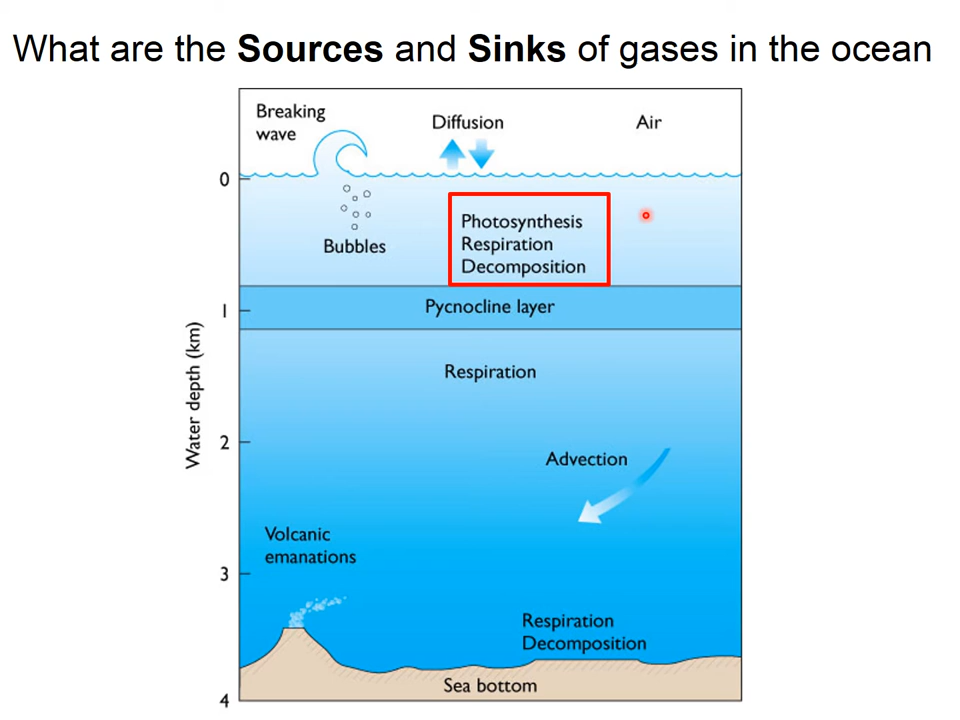 What are the Sources and Sinks of gases in the ocean
Breaking
wave
Diffusion
Air
0
Bubbles
Photosynthesis
Respiration
Decomposition
1
Pycnocline layer
Water depth (km)
Respiration
2
Advection
Volcanic
emanations
3
Respiration
Decomposition
Sea bottom
4